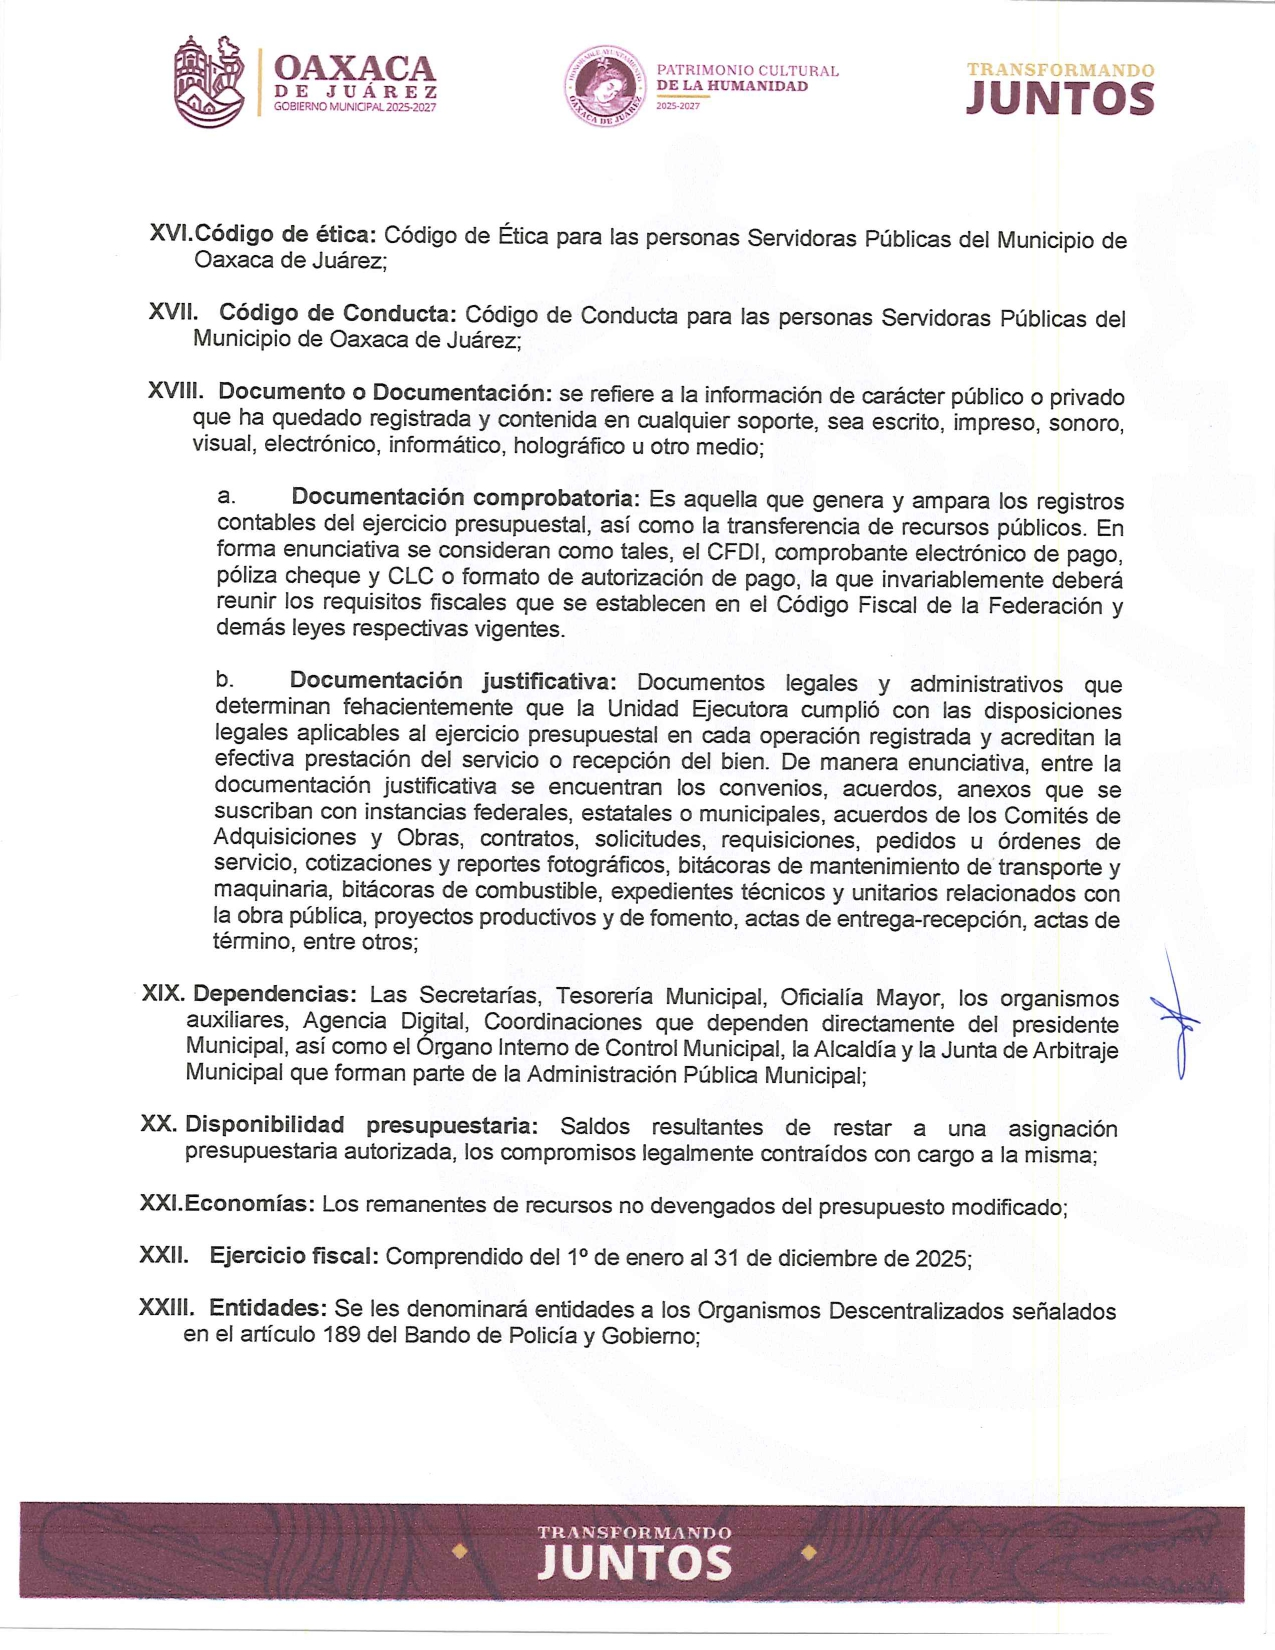 OAXACA
DE JUÁREZ
GOBIERNO MUNICIPAL 2025-2027
HONORABLE AYUNTAMIENTO
OAXACA DE JUÁREZ
PATRIMONIO CULTURAL
DE LA HUMANIDAD
2025-2027
TRANSFORMANDO
JUNTOS
XVI.Código de ética: Código de Ética para las personas Servidoras Públicas del Municipio de
Oaxaca de Juárez;
XVII. Código de Conducta: Código de Conducta para las personas Servidoras Públicas del
Municipio de Oaxaca de Juárez;
XVIII. Documento o Documentación: se refiere a la información de carácter público o privado
que ha quedado registrada y contenida en cualquier soporte, sea escrito, impreso, sonoro,
visual, electrónico, informático, holográfico u otro medio;
a. Documentación comprobatoria: Es aquella que genera y ampara los registros
contables del ejercicio presupuestal, así como la transferencia de recursos públicos. En
forma enunciativa se consideran como tales, el CFDI, comprobante electrónico de pago,
póliza cheque y CLC o formato de autorización de pago, la que invariablemente deberá
reunir los requisitos fiscales que se establecen en el Código Fiscal de la Federación y
demás leyes respectivas vigentes.
b. Documentación justificativa: Documentos legales y administrativos que
determinan fehacientemente que la Unidad Ejecutora cumplió con las disposiciones
legales aplicables al ejercicio presupuestal en cada operación registrada y acreditan la
efectiva prestación del servicio o recepción del bien. De manera enunciativa, entre la
documentación justificativa se encuentran los convenios, acuerdos, anexos que se
suscriban con instancias federales, estatales o municipales, acuerdos de los Comités de
Adquisiciones y Obras, contratos, solicitudes, requisiciones, pedidos u órdenes de
servicio, cotizaciones y reportes fotográficos, bitácoras de mantenimiento de transporte y
maquinaria, bitácoras de combustible, expedientes técnicos y unitarios relacionados con
la obra pública, proyectos productivos y de fomento, actas de entrega-recepción, actas de
término, entre otros;
XIX. Dependencias: Las Secretarías, Tesorería Municipal, Oficialía Mayor, los organismos
auxiliares, Agencia Digital, Coordinaciones que dependen directamente del presidente
Municipal, así como el Órgano Interno de Control Municipal, la Alcaldía y la Junta de Arbitraje
Municipal que forman parte de la Administración Pública Municipal;
XX. Disponibilidad presupuestaria: Saldos resultantes de restar a una asignación
presupuestaria autorizada, los compromisos legalmente contraídos con cargo a la misma;
XXI.Economías: Los remanentes de recursos no devengados del presupuesto modificado;
XXII. Ejercicio fiscal: Comprendido del 1º de enero al 31 de diciembre de 2025;
XXIII. Entidades: Se les denominará entidades a los Organismos Descentralizados señalados
en el artículo 189 del Bando de Policía y Gobierno;
TRANSFORMANDO
JUNTOS